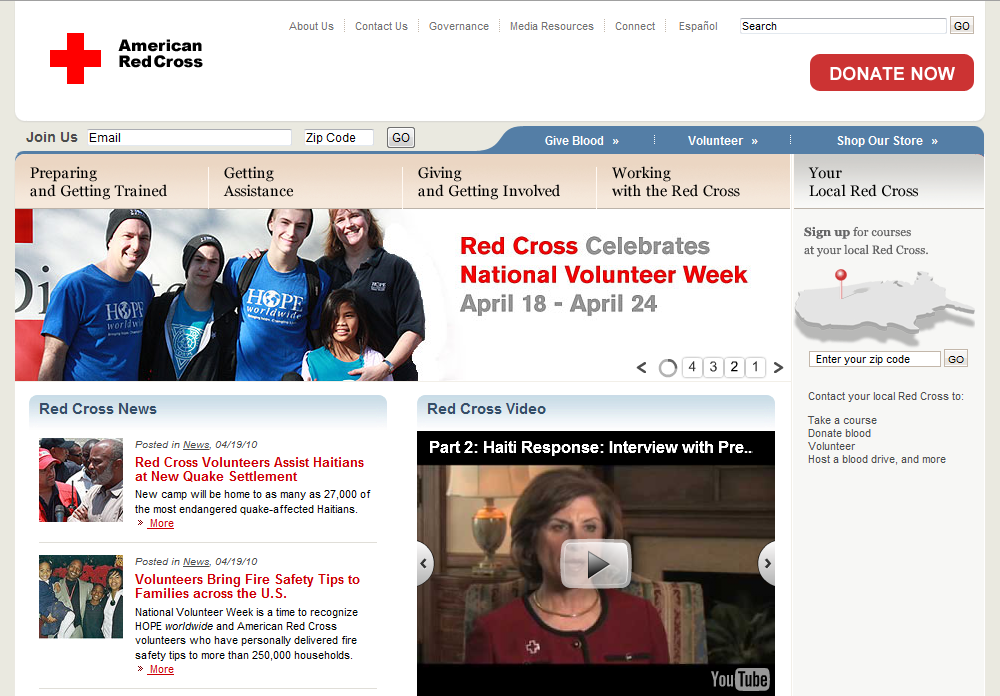 About Us
Contact Us
Governance
Media Resources
Connect
Español
Search
GO
American
Red Cross
DONATE NOW
Join Us
Email
Zip Code
GO
Give Blood »
Volunteer »
Shop Our Store »
Preparing
and Getting Trained
Getting
Assistance
Giving
and Getting Involved
Working
with the Red Cross
Your
Local Red Cross
HOPE
worldwide
HOPE
worldwide
HOPE
Red Cross Celebrates
National Volunteer Week
April 18 - April 24
< 4 3 2 1 >
Sign up for courses
at your local Red Cross.
Enter your zip code
GO
Contact your local Red Cross to:
Take a course
Donate blood
Volunteer
Host a blood drive, and more
Red Cross News
Posted in News, 04/19/10
Red Cross Volunteers Assist Haitians
at New Quake Settlement
New camp will be home to as many as 27,000 of
the most endangered quake-affected Haitians.
» More
Posted in News, 04/19/10
Volunteers Bring Fire Safety Tips to
Families across the U.S.
National Volunteer Week is a time to recognize
HOPE worldwide and American Red Cross
volunteers who have personally delivered fire
safety tips to more than 250,000 households.
» More
Red Cross Video
Part 2: Haiti Response: Interview with Pre...
YouTube